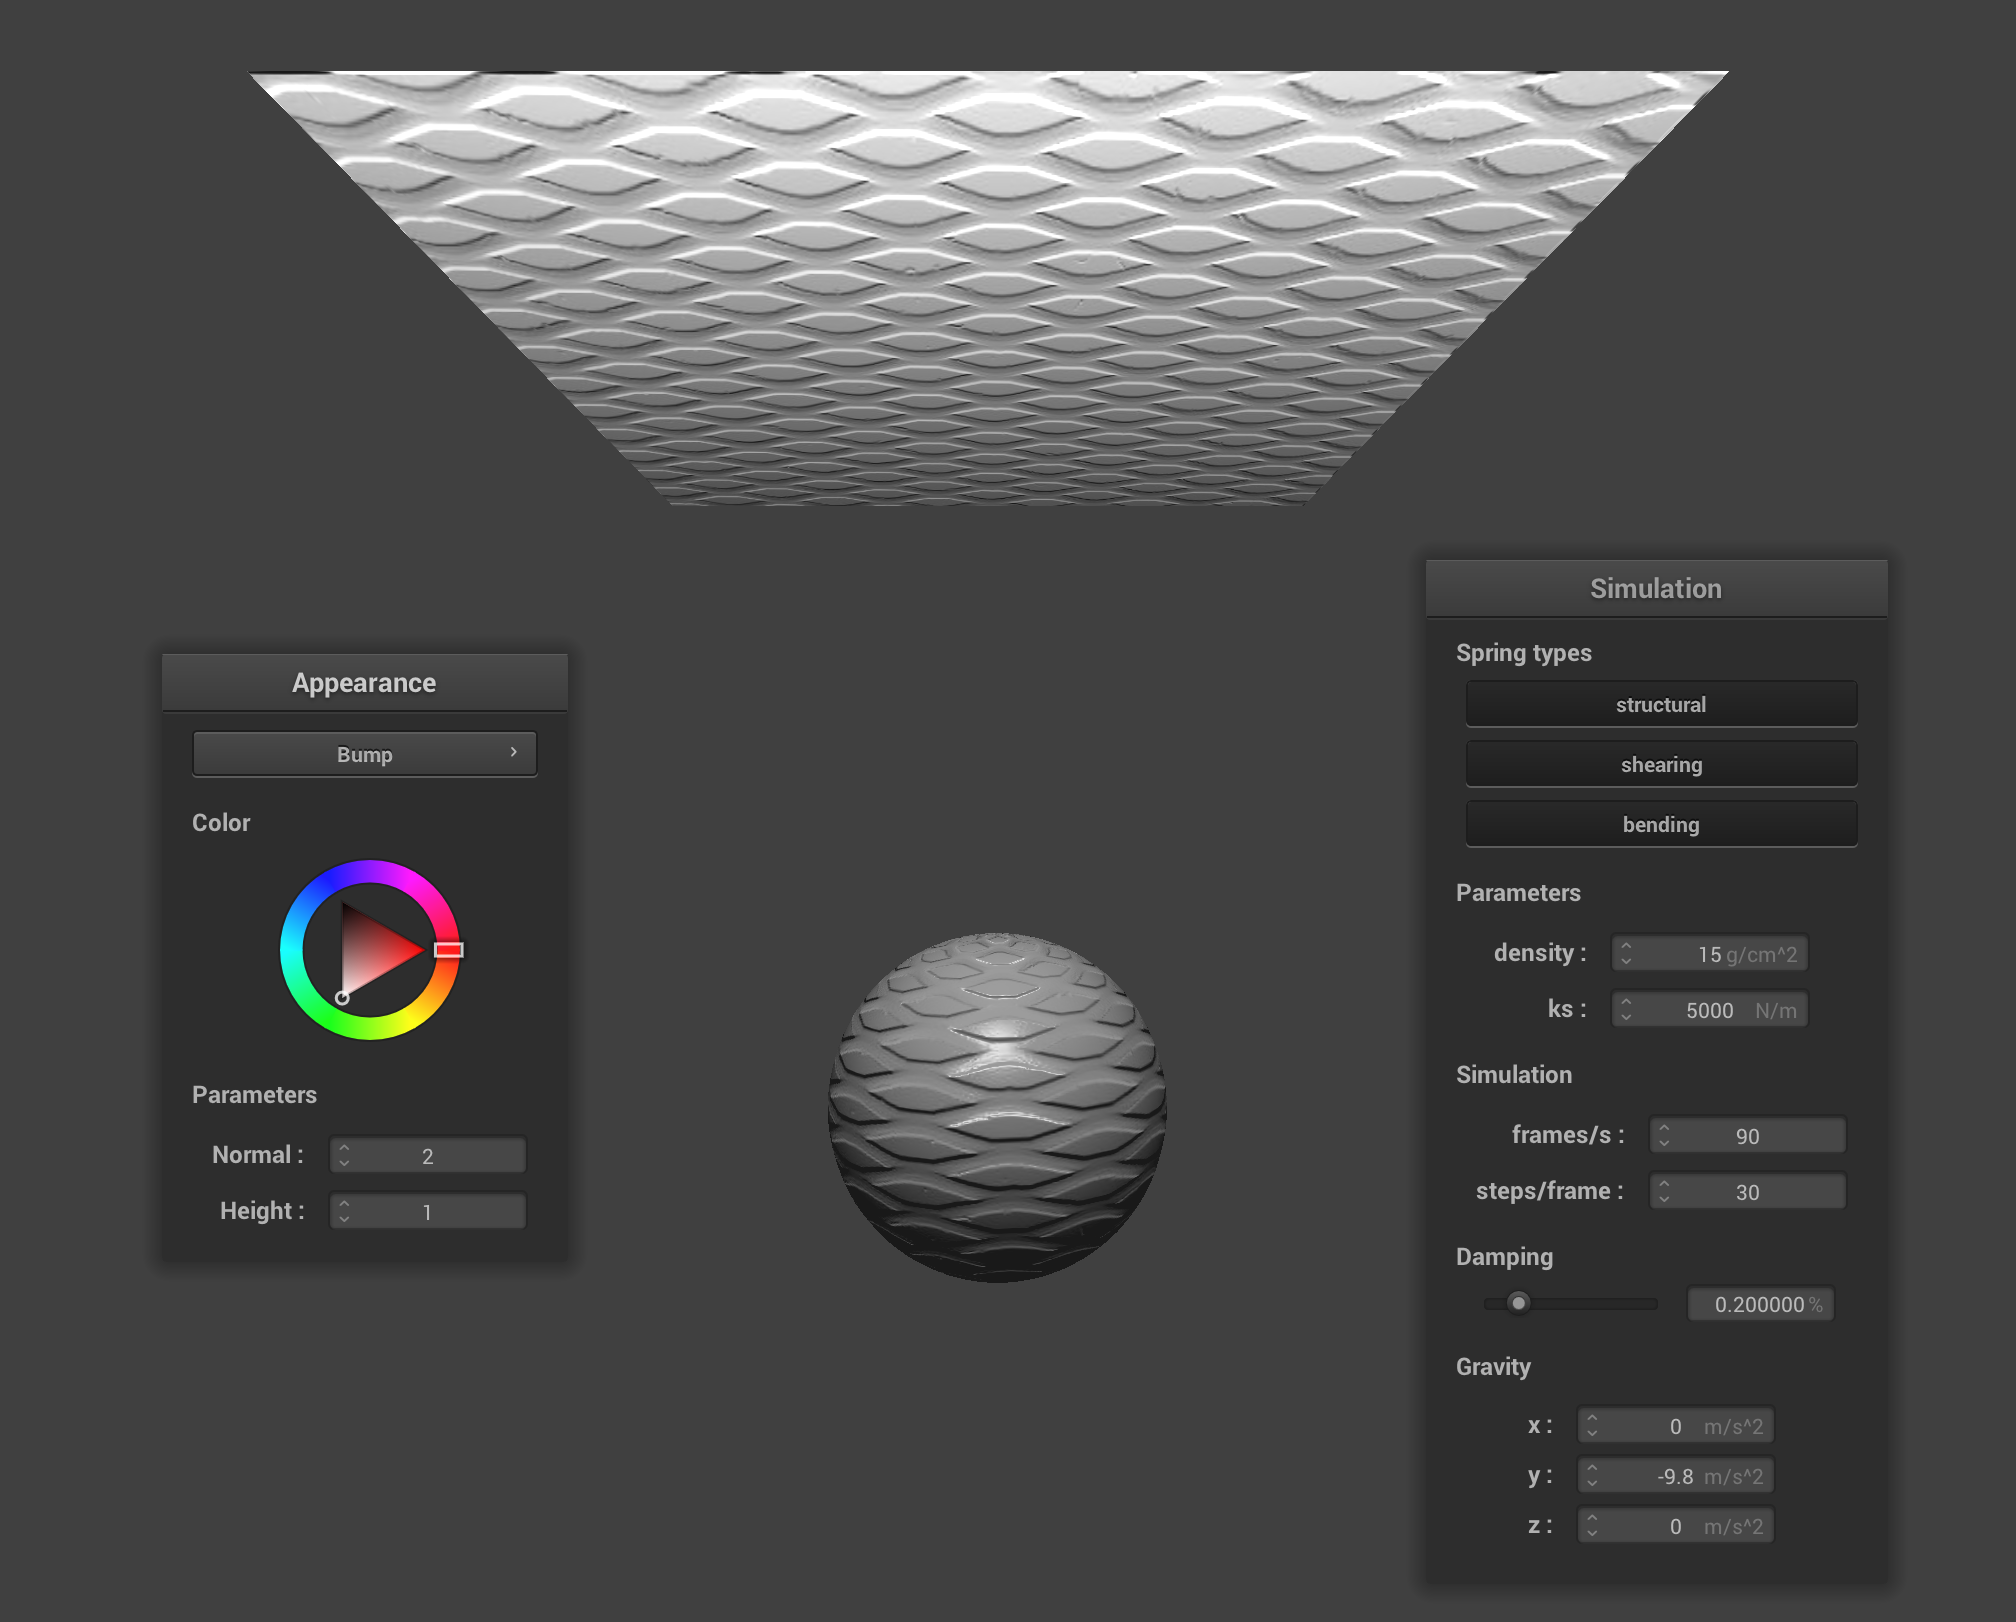 Appearance
Bump
Color
Parameters
Normal : 2
Height : 1
Simulation
Spring types
structural
shearing
bending
Parameters
density : 15 g/cm^2
ks : 5000 N/m
Simulation
frames/s : 90
steps/frame : 30
Damping
0.200000 %
Gravity
x : 0 m/s^2
y : -9.8 m/s^2
z : 0 m/s^2